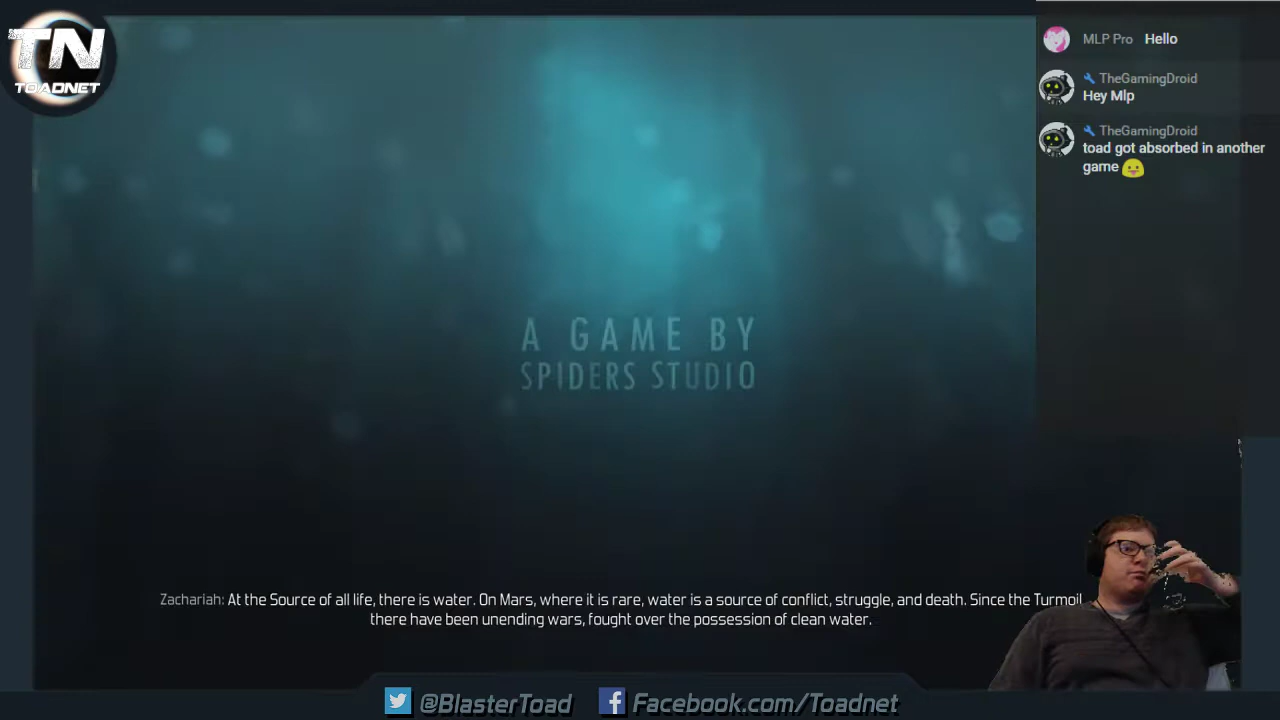 TN
TOADNET
MLP Pro Hello
TheGamingDroid
Hey Mlp
TheGamingDroid
toad got absorbed in another
game
A GAME BY
SPIDERS STUDIO
Zachariah: At the Source of all life, there is water. On Mars, where it is rare, water is a source of conflict, struggle, and death. Since the Turmoil
there have been unending wars, fought over the possession of clean water.
@BlasterToad Facebook.com/Toadnet